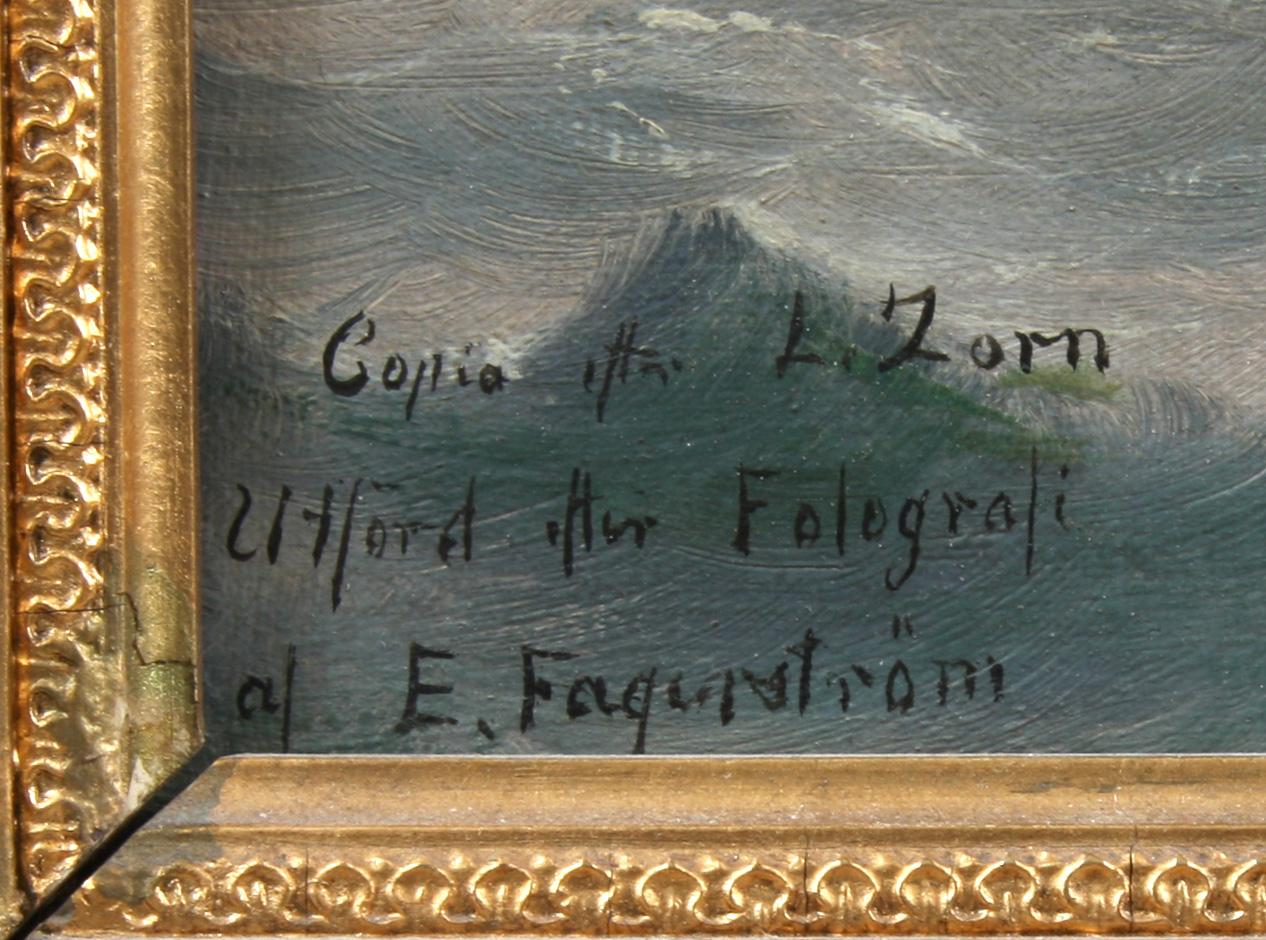 Copia efter L. Zorn
Utförd efter Fotografi
af E. Fagerström